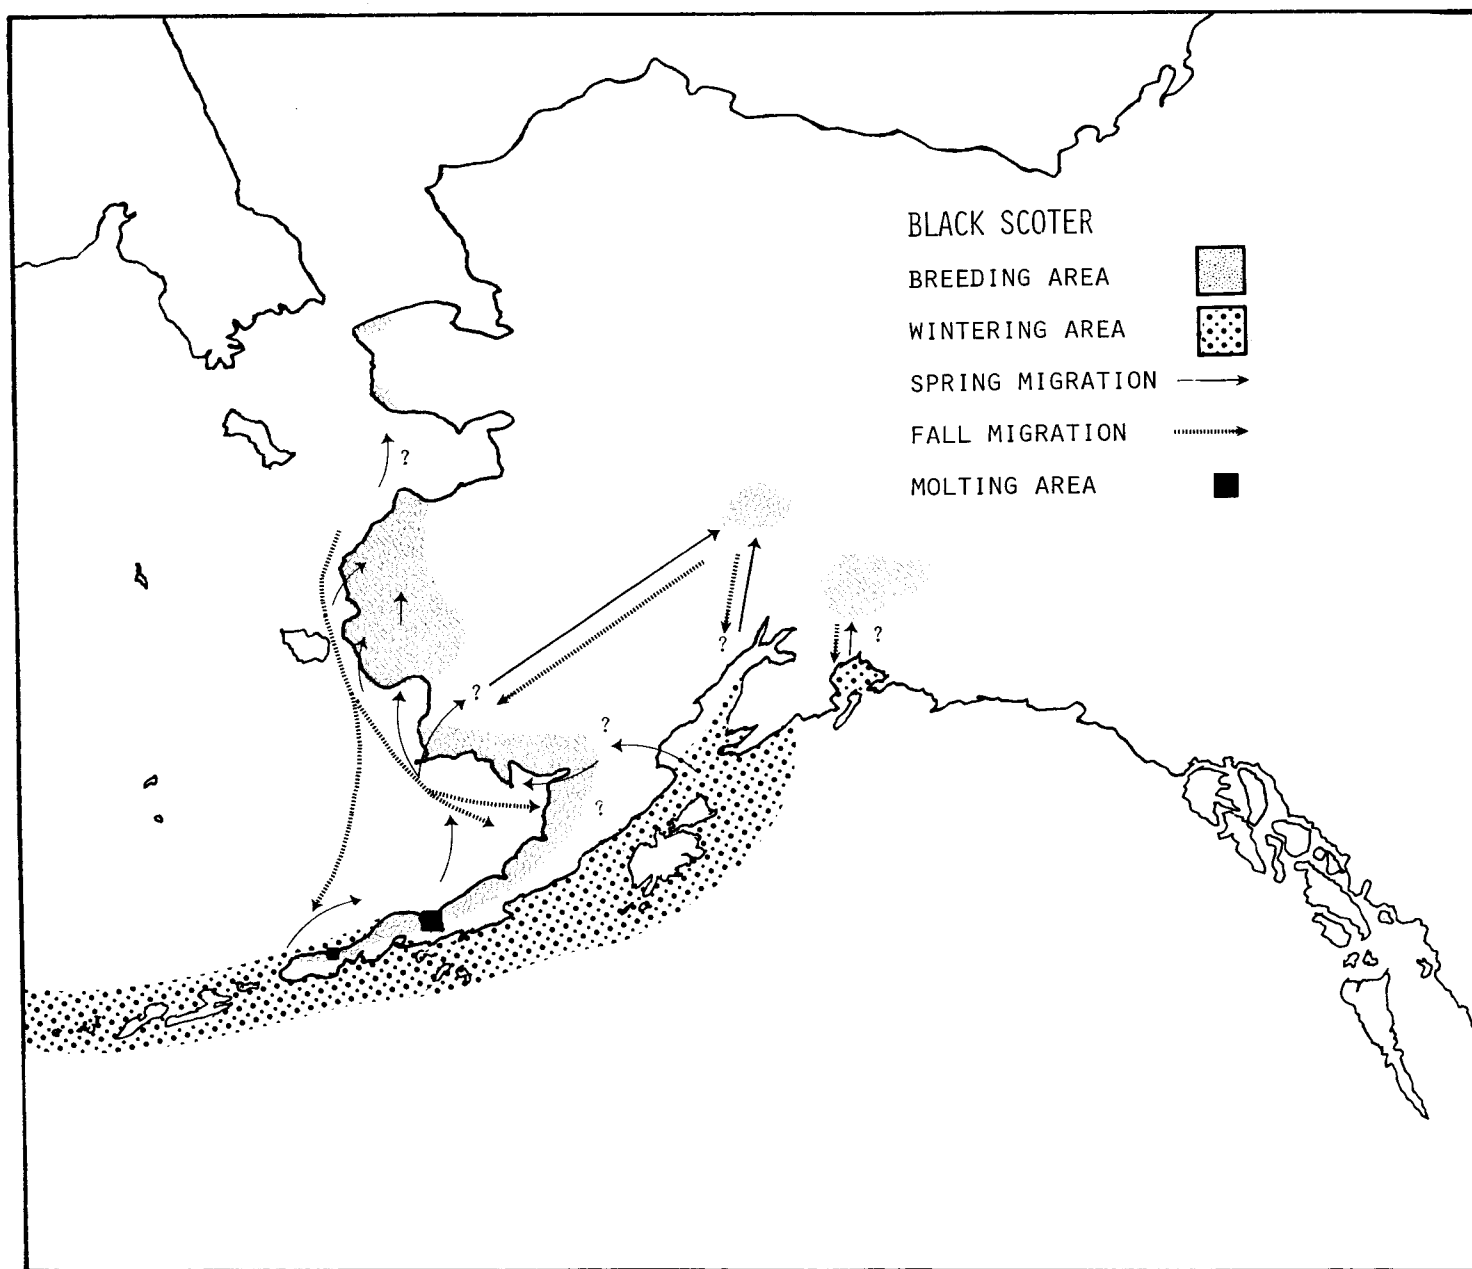 BLACK SCOTER
BREEDING AREA
WINTERING AREA
SPRING MIGRATION
FALL MIGRATION
MOLTING AREA
?
?
?
?
?
?
?